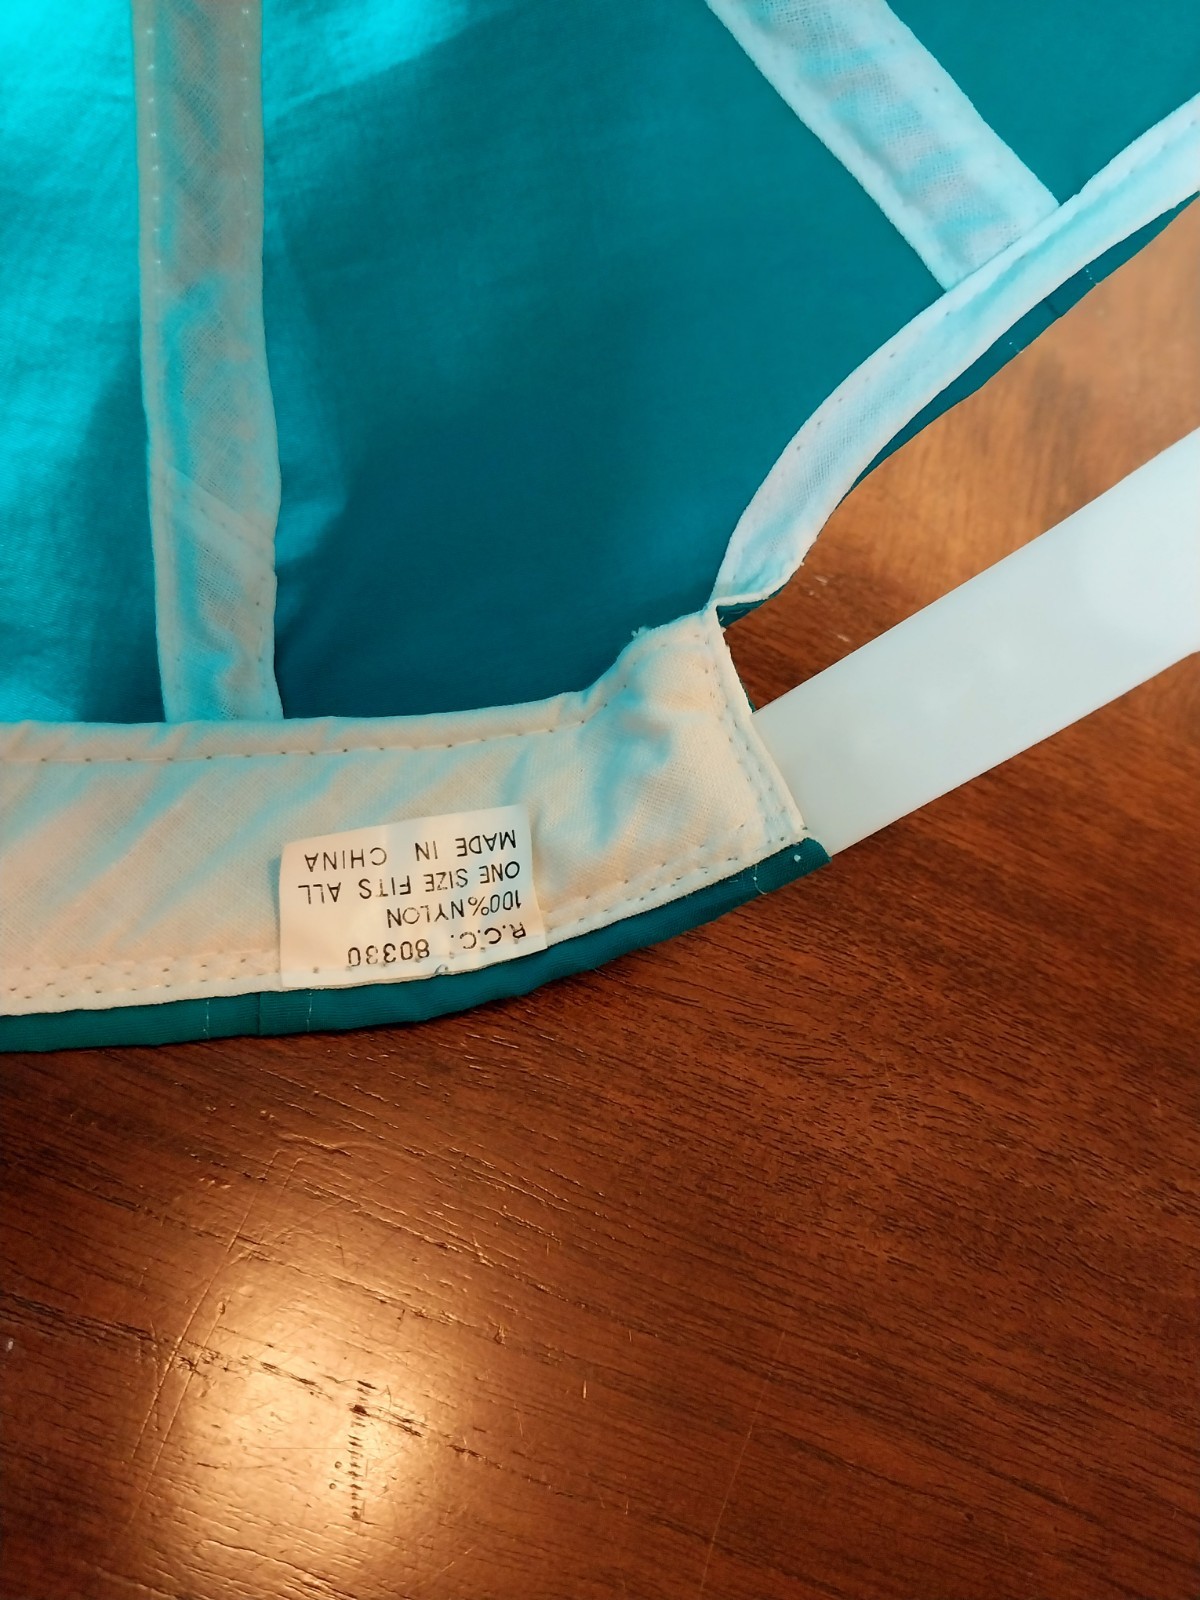 R.C.C. 80330
100%NYLON
ONE SIZE FITS ALL
MADE IN CHINA